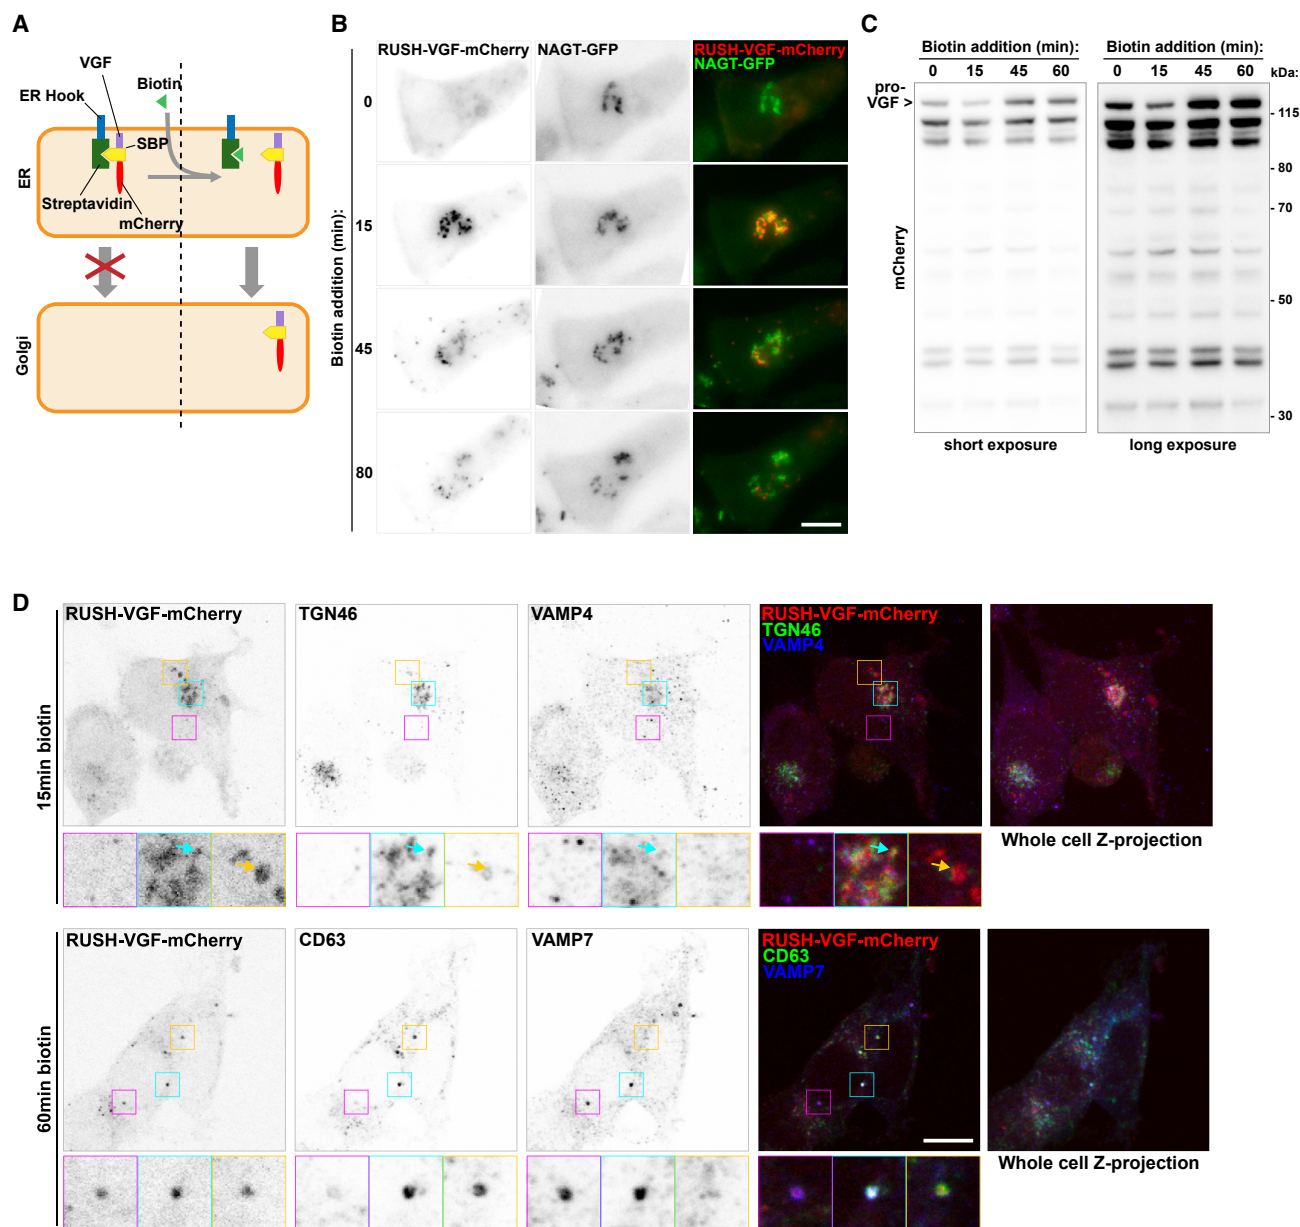 A
VGF
Biotin
ER Hook
SBP
ER
Streptavidin
mCherry
Golgi
B
RUSH-VGF-mCherry
NAGT-GFP
RUSH-VGF-mCherry
NAGT-GFP
Biotin addition (min):
0
15
45
80
C
Biotin addition (min):
0 15 45 60
Biotin addition (min):
0 15 45 60
kDa:
pro-
VGF >
mCherry
- 115
- 80
- 70
- 50
- 30
short exposure
long exposure
D
15min biotin
RUSH-VGF-mCherry
TGN46
VAMP4
RUSH-VGF-mCherry
TGN46
VAMP4
Whole cell Z-projection
60min biotin
RUSH-VGF-mCherry
CD63
VAMP7
RUSH-VGF-mCherry
CD63
VAMP7
Whole cell Z-projection